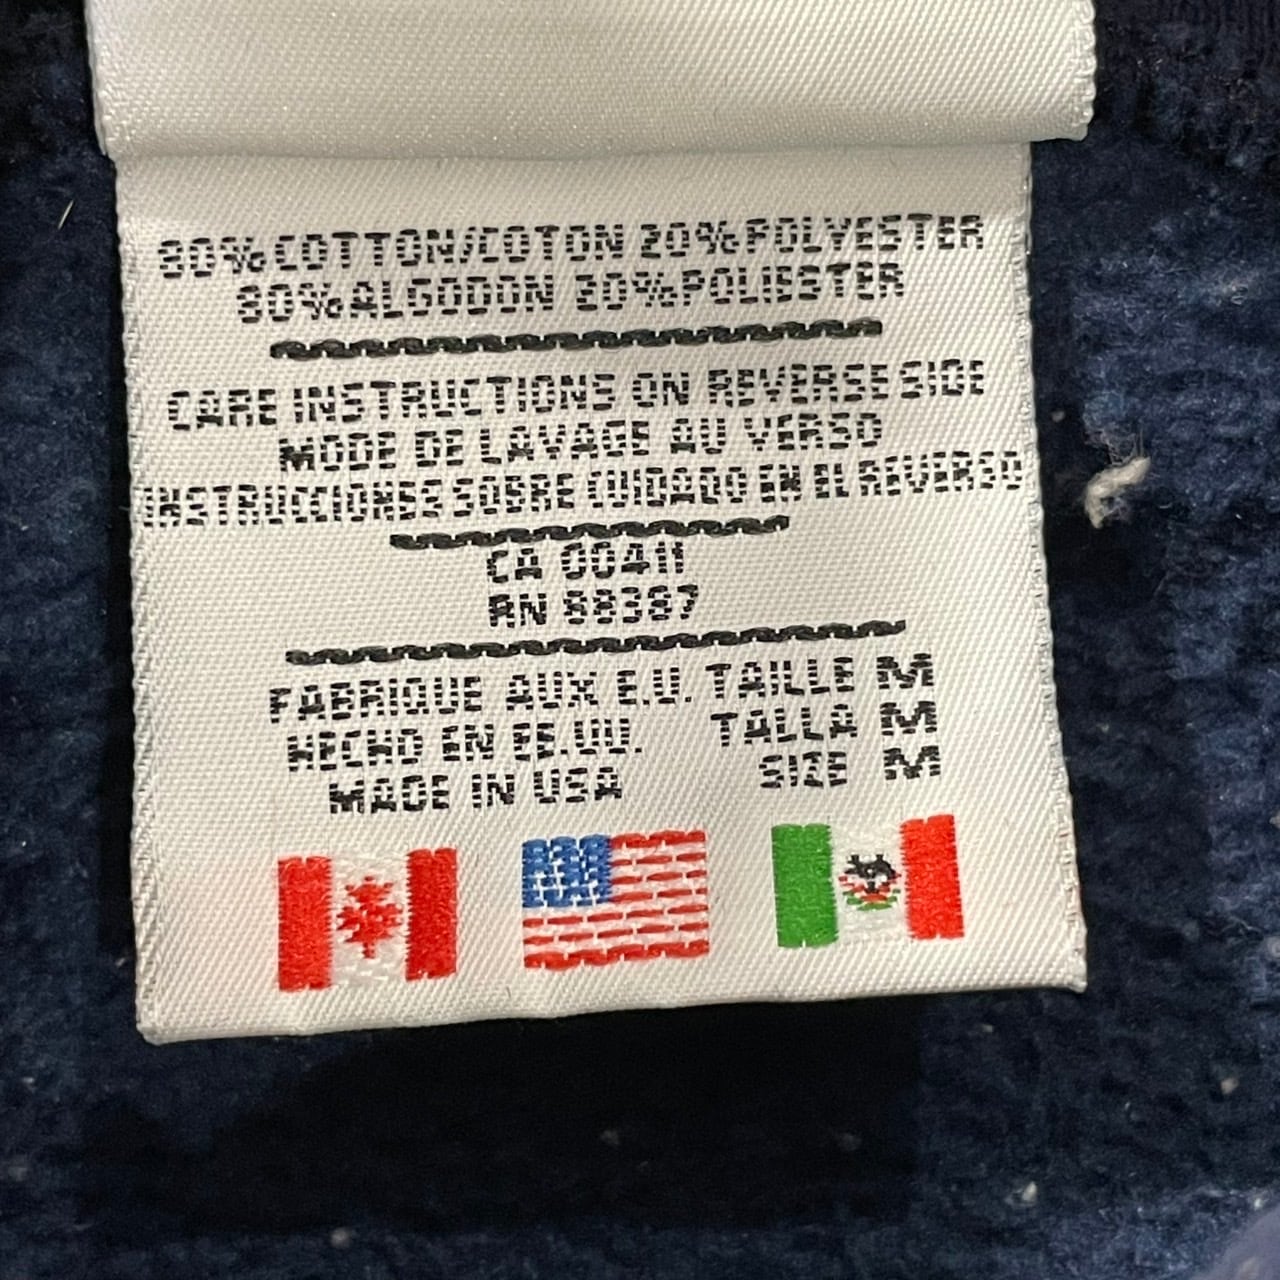 80% COTTON/COTON 20% POLYESTER
80% ALGODON 20% POLIESTER
CARE INSTRUCTIONS ON REVERSE SIDE
MODE DE LAVAGE AU VERSO
INSTRUCCIONES SOBRE CUIDADO EN EL REVERSO
CA 00411
RN 88387
FABRIQUE AUX E.U. TAILLE M
HECHO EN EE.UU. TALLA M
MADE IN USA SIZE M